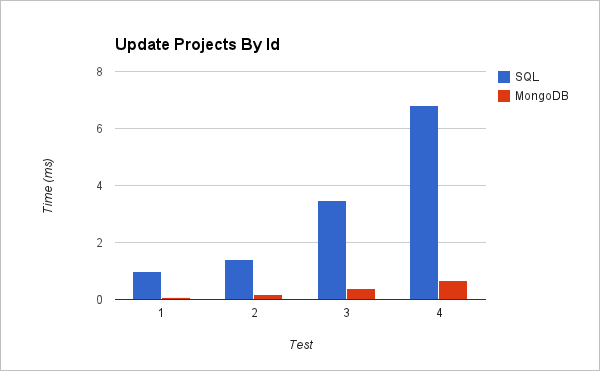 Update Projects By Id
SQL
MongoDB
8
6
4
2
0
Time (ms)
1 2 3 4
Test